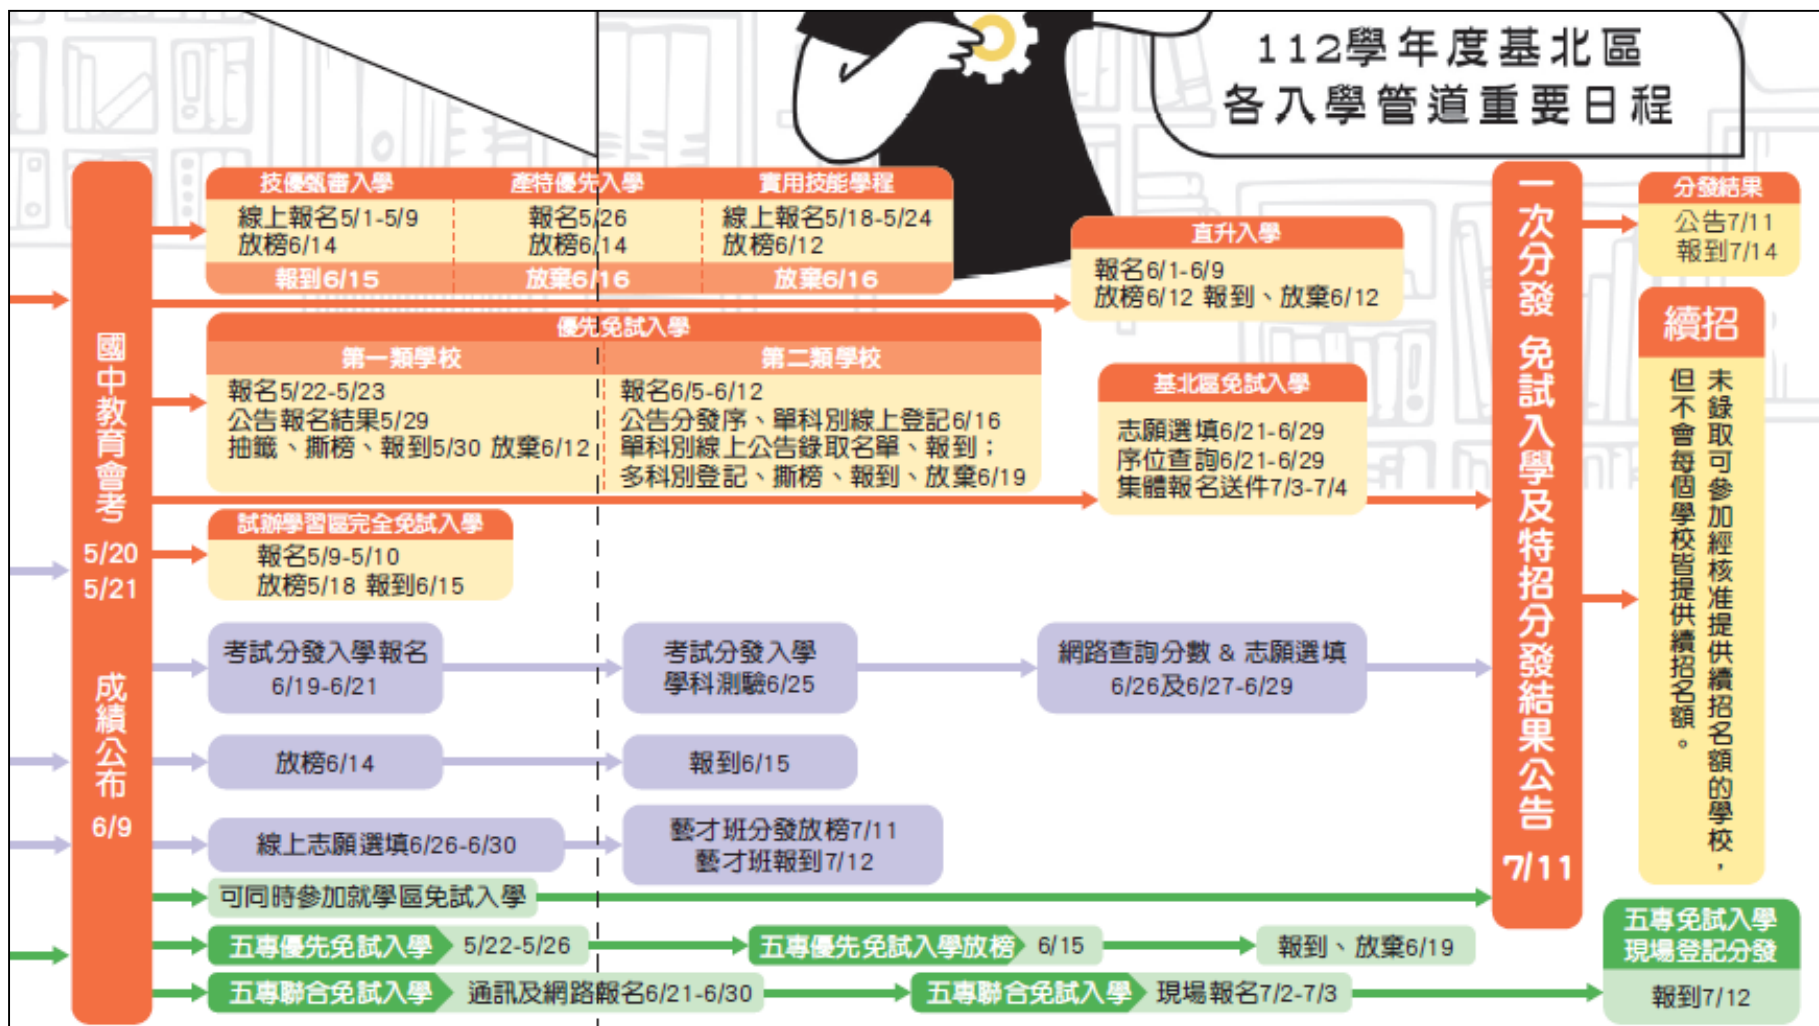 112學年度基北區
各入學管道重要日程
國中教育會考
5/20
5/21
成績公布
6/9
技優甄審入學
線上報名5/1-5/9
放榜6/14
報到6/15
產特優先入學
報名5/26
放榜6/14
放棄6/16
實用技能學程
線上報名5/18-5/24
放榜6/12
放棄6/16
直升入學
報名6/1-6/9
放榜6/12 報到、放棄6/12
優先免試入學
第一類學校
報名5/22-5/23
公告報名結果5/29
抽籤、撕榜、報到5/30 放棄6/12
第二類學校
報名6/5-6/12
公告分發序、單科別線上登記6/16
單科別線上公告錄取名單、報到；
多科別登記、撕榜、報到、放棄6/19
基北區免試入學
志願選填6/21-6/29
序位查詢6/21-6/29
集體報名送件7/3-7/4
試辦學習區完全免試入學
報名5/9-5/10
放榜5/18 報到6/15
考試分發入學報名
6/19-6/21
考試分發入學
學科測驗6/25
網路查詢分數 & 志願選填
6/26及6/27-6/29
放榜6/14
報到6/15
線上志願選填6/26-6/30
藝才班分發放榜7/11
藝才班報到7/12
可同時參加就學區免試入學
五專優先免試入學 5/22-5/26
五專優先免試入學放榜 6/15
報到、放棄6/19
五專聯合免試入學 通訊及網路報名6/21-6/30
五專聯合免試入學 現場報名7/2-7/3
一次分發 免試入學及特招分發結果公告
7/11
分發結果
公告7/11
報到7/14
續招
未錄取可參加經核准提供續招名額的學校，
但不會每個學校皆提供續招名額。
五專免試入學
現場登記分發
報到7/12